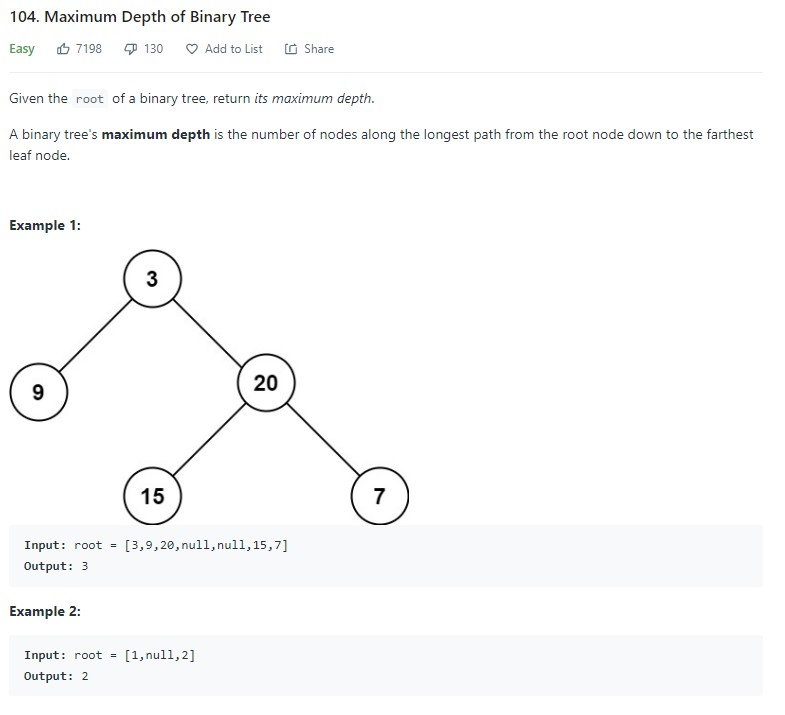 104. Maximum Depth of Binary Tree
Easy 7198 130 Add to List Share
Given the root of a binary tree, return its maximum depth.
A binary tree's maximum depth is the number of nodes along the longest path from the root node down to the farthest
leaf node.
Example 1:
3
9
20
15
7
Input: root = [3,9,20,null,null,15,7]
Output: 3
Example 2:
Input: root = [1,null,2]
Output: 2